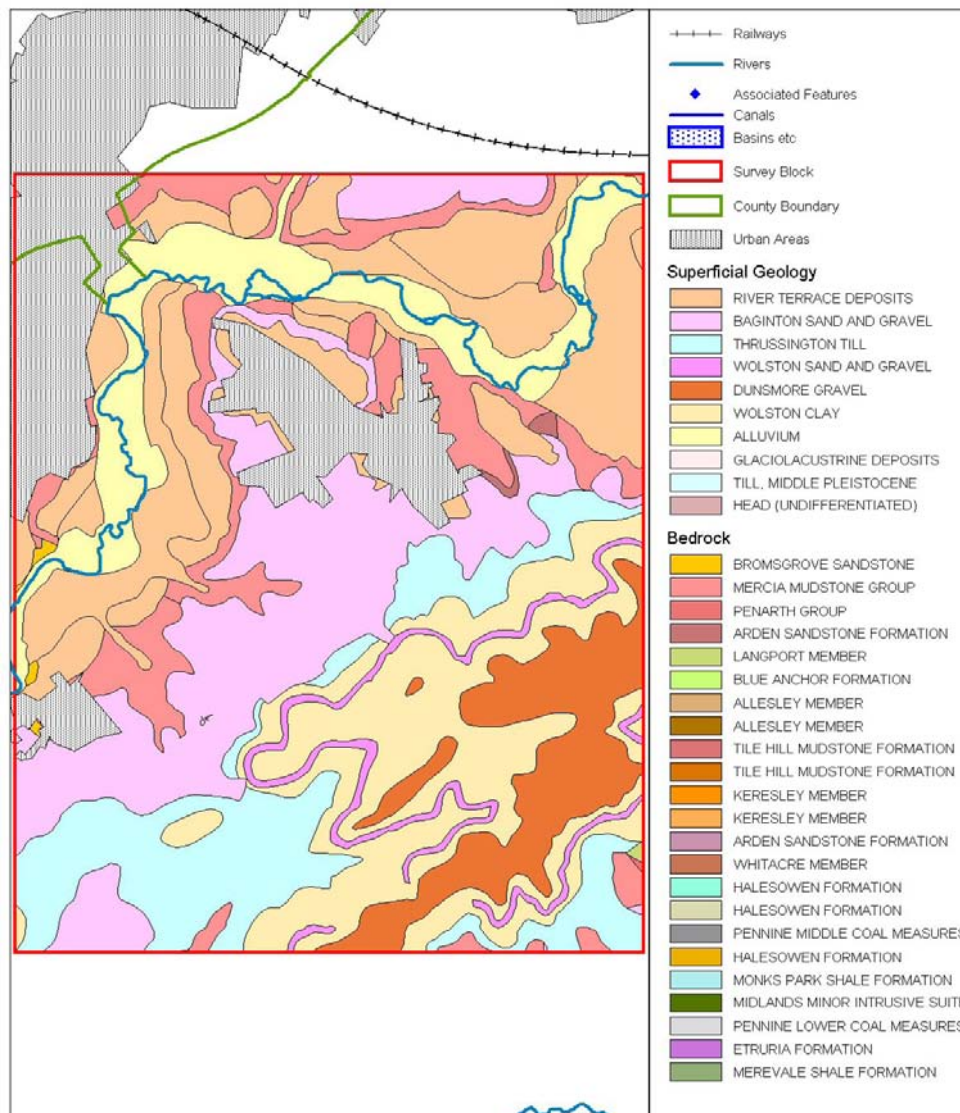 Railways
Rivers
Associated Features
Canals
Basins etc
Survey Block
County Boundary
Urban Areas
Superficial Geology
RIVER TERRACE DEPOSITS
BAGINTON SAND AND GRAVEL
THRUSSINGTON TILL
WOLSTON SAND AND GRAVEL
DUNSMORE GRAVEL
WOLSTON CLAY
ALLUVIUM
GLACIOLACUSTRINE DEPOSITS
TILL, MIDDLE PLEISTOCENE
HEAD (UNDIFFERENTIATED)
Bedrock
BROMSGROVE SANDSTONE
MERCIA MUDSTONE GROUP
PENARTH GROUP
ARDEN SANDSTONE FORMATION
LANGPORT MEMBER
BLUE ANCHOR FORMATION
ALLESLEY MEMBER
ALLESLEY MEMBER
TILE HILL MUDSTONE FORMATION
TILE HILL MUDSTONE FORMATION
KERESLEY MEMBER
KERESLEY MEMBER
ARDEN SANDSTONE FORMATION
WHITACRE MEMBER
HALESOWEN FORMATION
HALESOWEN FORMATION
PENNINE MIDDLE COAL MEASURES
HALESOWEN FORMATION
MONKS PARK SHALE FORMATION
MIDLANDS MINOR INTRUSIVE SUIT
PENNINE LOWER COAL MEASURES
ETRURIA FORMATION
MEREVALE SHALE FORMATION